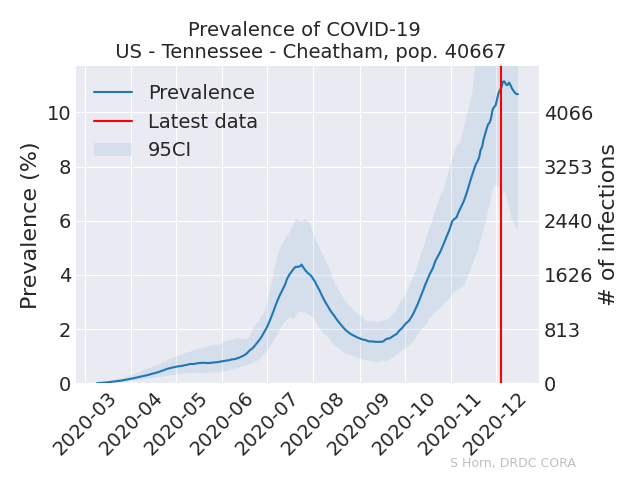 Prevalence of COVID-19
US - Tennessee - Cheatham, pop. 40667
Prevalence
Latest data
95CI
Prevalence (%)
10
8
6
4
2
0
4066
3253
2440
1626
813
0
# of infections
2020-03
2020-04
2020-05
2020-06
2020-07
2020-08
2020-09
2020-10
2020-11
2020-12
S Horn, DRDC CORA